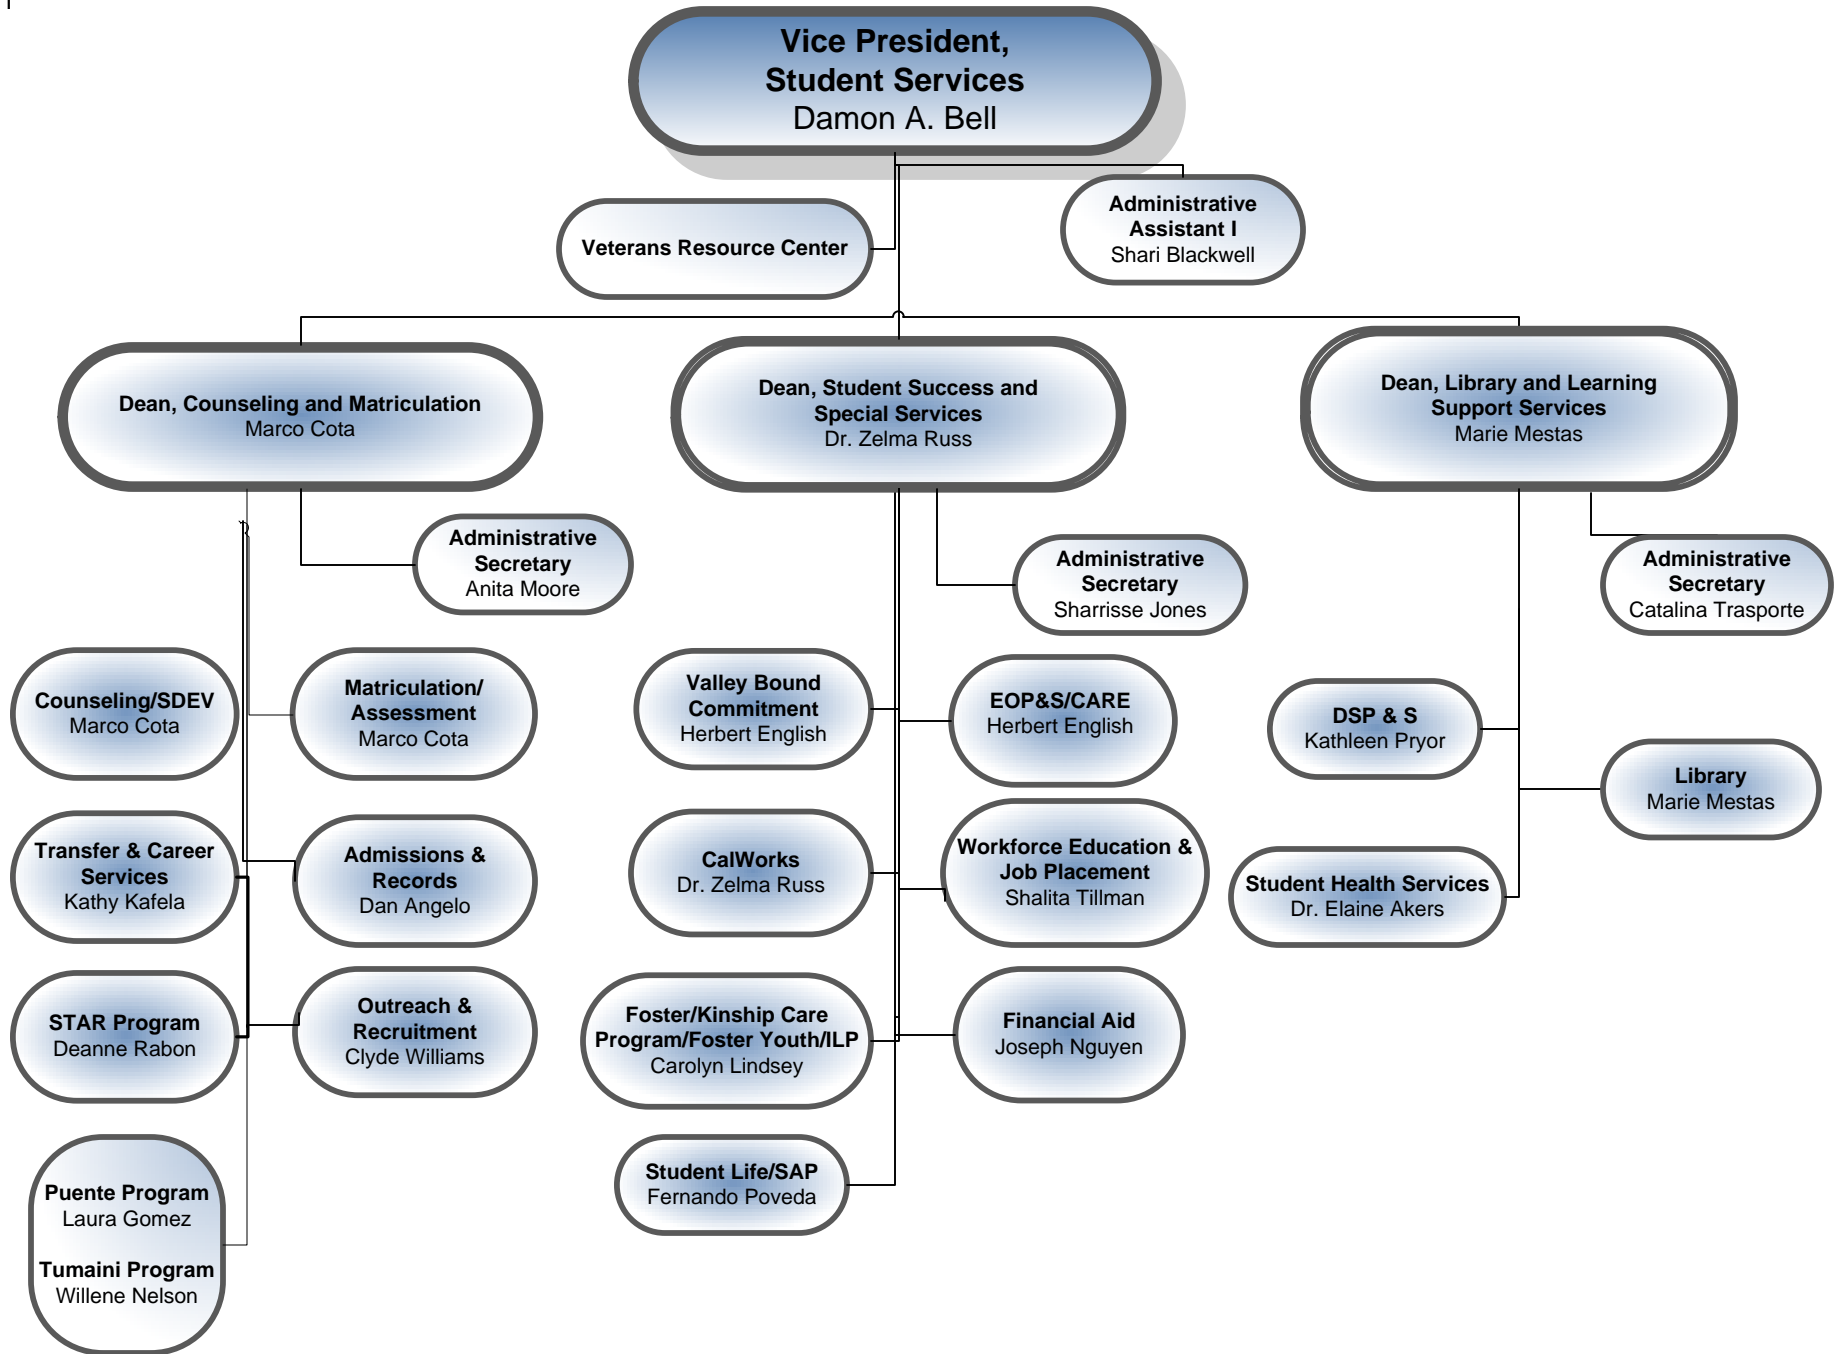 Vice President,
Student Services
Damon A. Bell
Administrative
Assistant I
Shari Blackwell
Veterans Resource Center
Dean, Counseling and Matriculation
Marco Cota
Dean, Student Success and
Special Services
Dr. Zelma Russ
Dean, Library and Learning
Support Services
Marie Mestas
Administrative
Secretary
Anita Moore
Administrative
Secretary
Sharrisse Jones
Administrative
Secretary
Catalina Trasporte
Counseling/SDEV
Marco Cota
Matriculation/
Assessment
Marco Cota
Transfer & Career
Services
Kathy Kafela
Admissions &
Records
Dan Angelo
STAR Program
Deanne Rabon
Outreach &
Recruitment
Clyde Williams
Puente Program
Laura Gomez
Tumaini Program
Willene Nelson
Valley Bound
Commitment
Herbert English
EOP&S/CARE
Herbert English
CalWorks
Dr. Zelma Russ
Workforce Education &
Job Placement
Shalita Tillman
Foster/Kinship Care
Program/Foster Youth/ILP
Carolyn Lindsey
Financial Aid
Joseph Nguyen
Student Life/SAP
Fernando Poveda
DSP & S
Kathleen Pryor
Library
Marie Mestas
Student Health Services
Dr. Elaine Akers